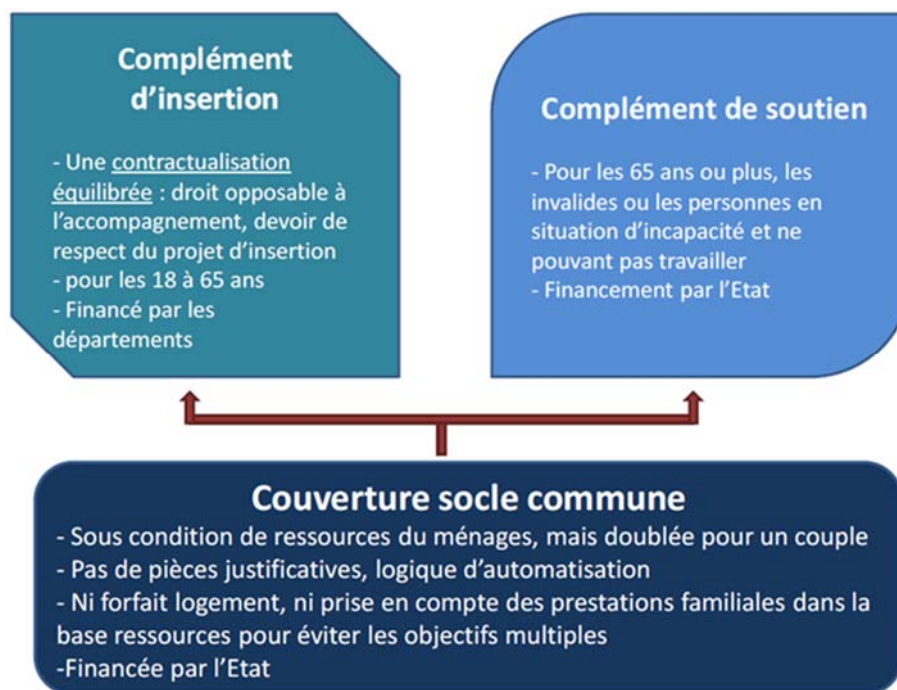 Complément
d’insertion
- Une contractualisation
équilibrée : droit opposable à
l’accompagnement, devoir de
respect du projet d’insertion
- pour les 18 à 65 ans
- Financé par les
départements
Complément de soutien
- Pour les 65 ans ou plus, les
invalides ou les personnes en
situation d’incapacité et ne
pouvant pas travailler
- Financement par l’Etat
Couverture socle commune
- Sous condition de ressources du ménages, mais doublée pour un couple
- Pas de pièces justificatives, logique d’automatisation
- Ni forfait logement, ni prise en compte des prestations familiales dans la
base ressources pour éviter les objectifs multiples
-Financée par l’Etat